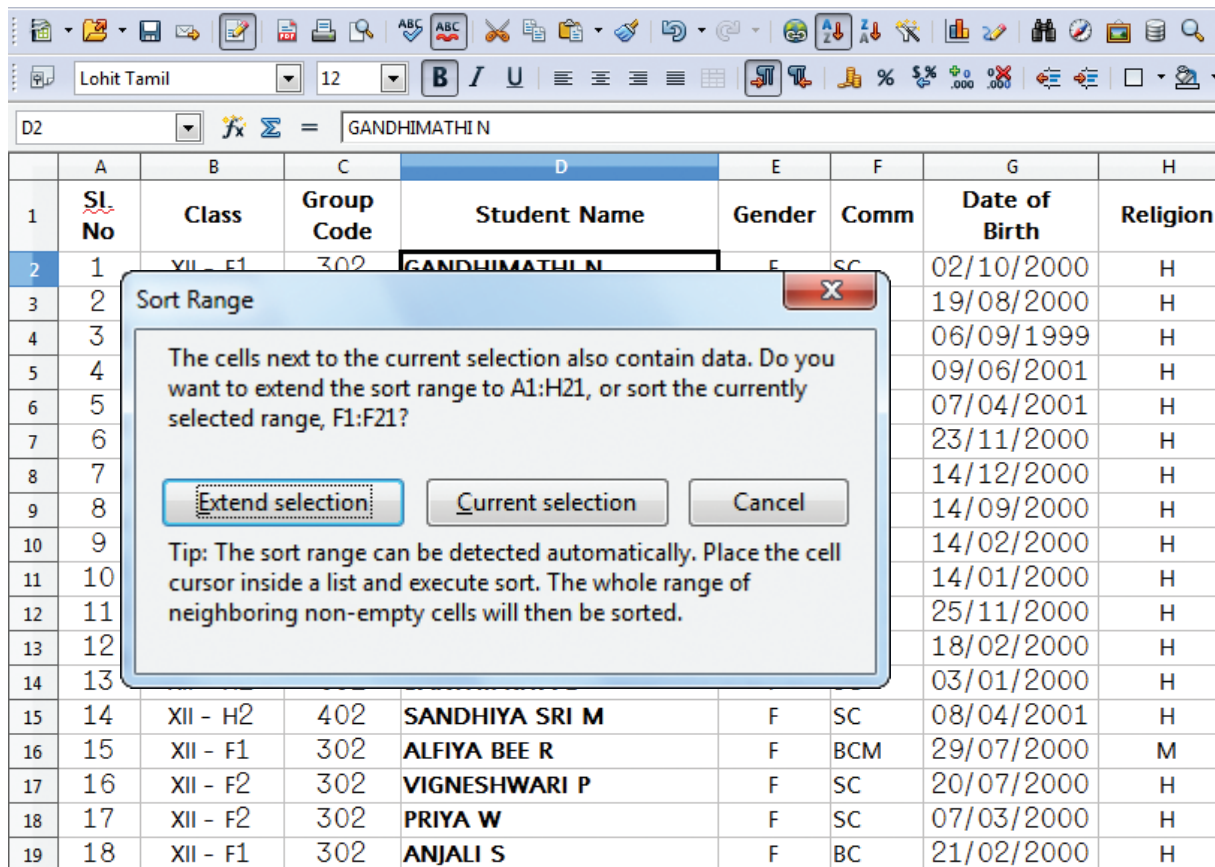 ABC ABC
Lohit Tamil 12 B I U
D2 = GANDHIMATHI N
A B C D E F G H
1 Sl. No Class Group Code Student Name Gender Comm Date of Birth Religion
2 1 XII - F1 302 GANDHIMATHI N F SC 02/10/2000 H
Sort Range
The cells next to the current selection also contain data. Do you
want to extend the sort range to A1:H21, or sort the currently
selected range, F1:F21?
Extend selection Current selection Cancel
Tip: The sort range can be detected automatically. Place the cell
cursor inside a list and execute sort. The whole range of
neighboring non-empty cells will then be sorted.
3 2 19/08/2000 H
4 3 06/09/1999 H
5 4 09/06/2001 H
6 5 07/04/2001 H
7 6 23/11/2000 H
8 7 14/12/2000 H
9 8 14/09/2000 H
10 9 14/02/2000 H
11 10 14/01/2000 H
12 11 25/11/2000 H
13 12 18/02/2000 H
14 13 03/01/2000 H
15 14 XII - H2 402 SANDHIYA SRI M F SC 08/04/2001 H
16 15 XII - F1 302 ALFIYA BEE R F BCM 29/07/2000 M
17 16 XII - F2 302 VIGNESHWARI P F SC 20/07/2000 H
18 17 XII - F2 302 PRIYA W F SC 07/03/2000 H
19 18 XII - F1 302 ANJALI S F BC 21/02/2000 H